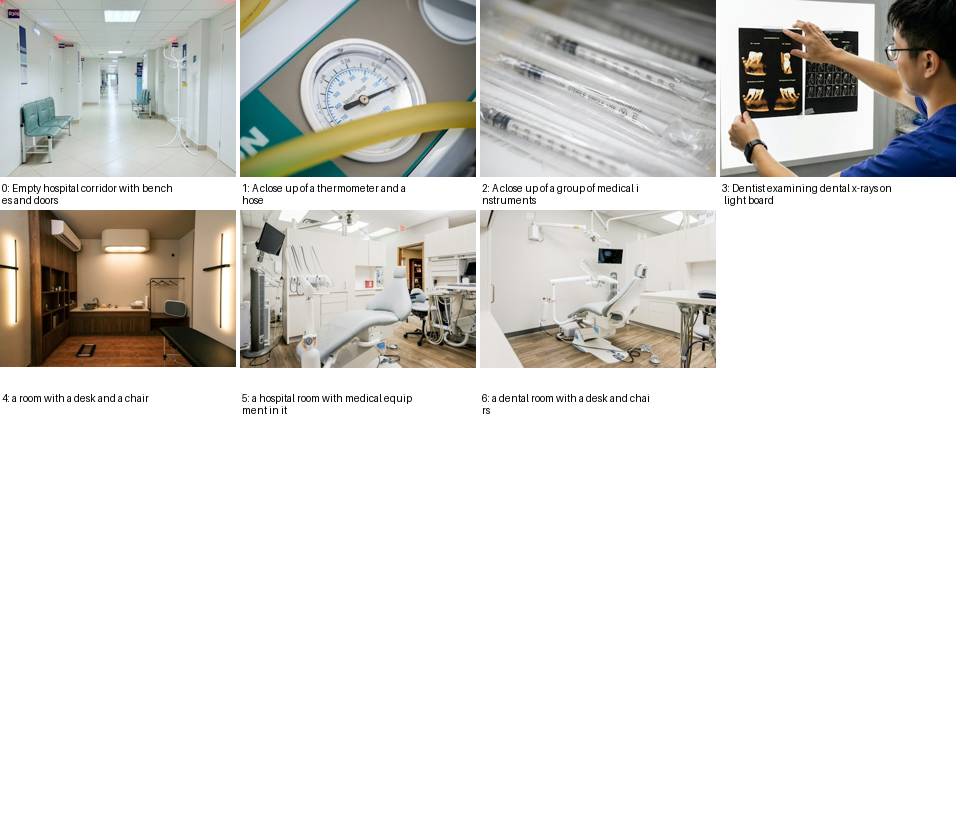 0: Empty hospital corridor with bench
es and doors
1: A close up of a thermometer and a
hose
2: A close up of a group of medical i
nstruments
3: Dentist examining dental x-rays on
light board
4: a room with a desk and a chair
5: a hospital room with medical equip
ment in it
6: a dental room with a desk and chai
rs